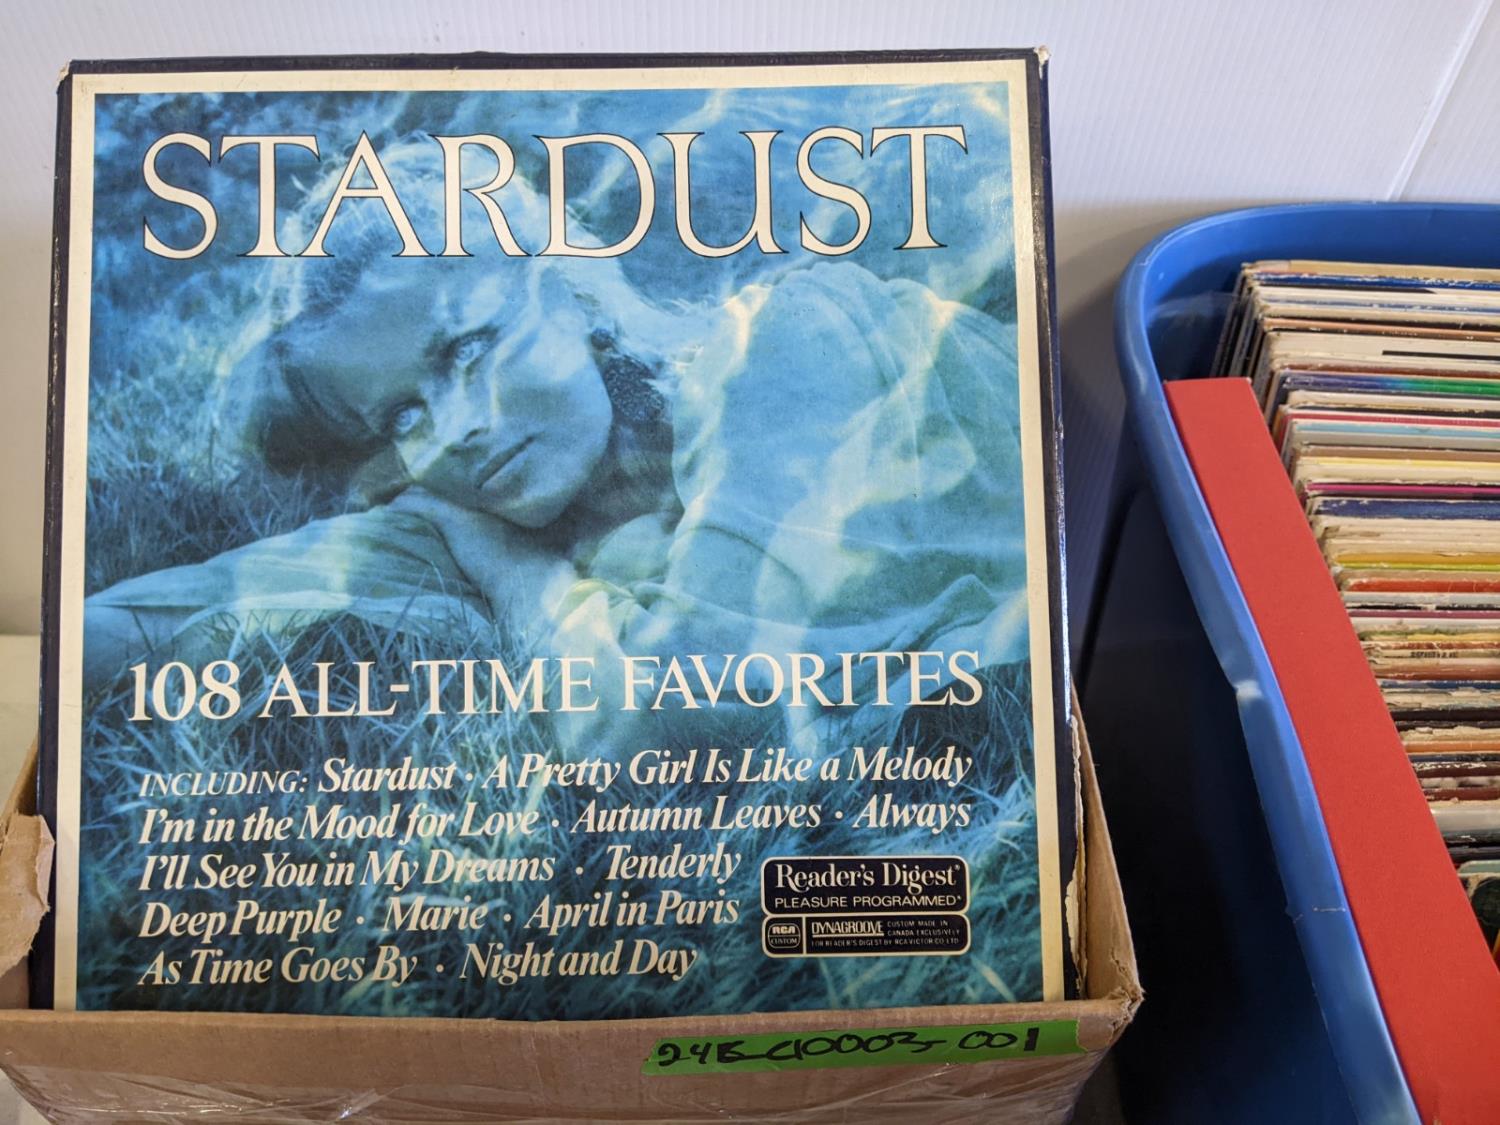 STARDUST
108 ALL-TIME FAVORITES
INCLUDING: Stardust · A Pretty Girl Is Like a Melody
I'm in the Mood for Love · Autumn Leaves · Always
I'll See You in My Dreams · Tenderly
Deep Purple · Marie · April in Paris
As Time Goes By · Night and Day
Reader's Digest®
PLEASURE PROGRAMMED®
RCA
CUSTOM
DYNAGROOVE CUSTOM MADE IN
CANADA EXCLUSIVELY
FOR READER'S DIGEST BY RCA VICTOR CO LTD